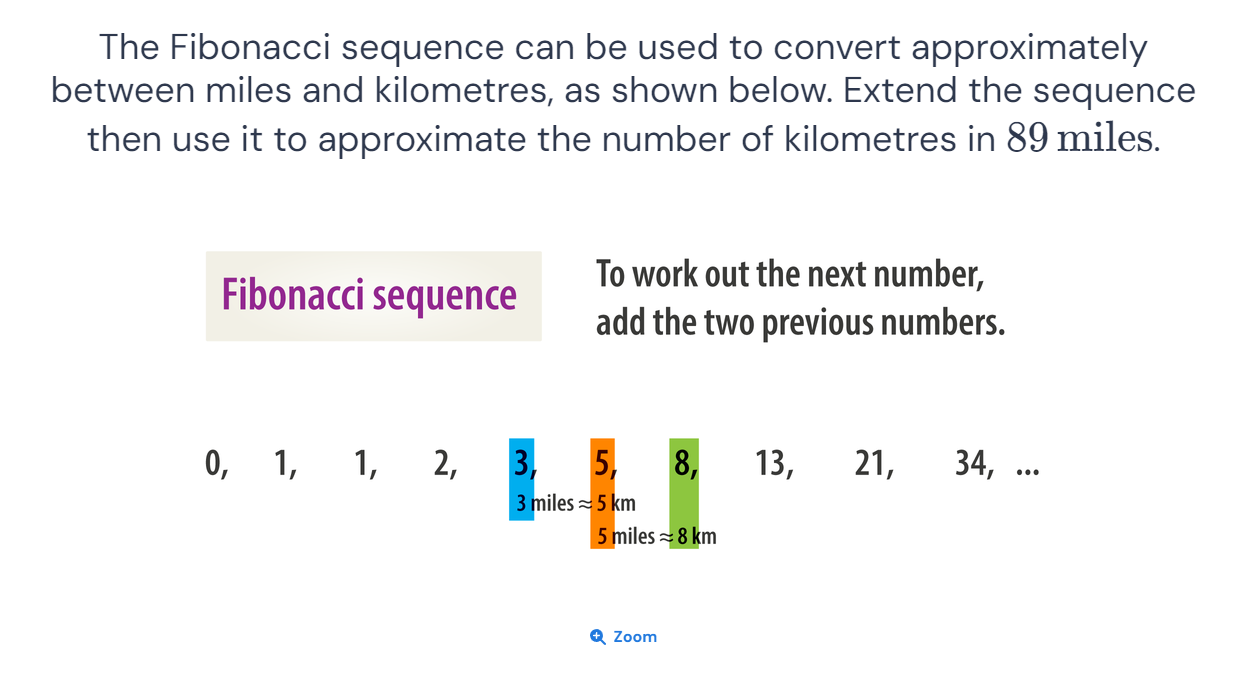 The Fibonacci sequence can be used to convert approximately
between miles and kilometres, as shown below. Extend the sequence
then use it to approximate the number of kilometres in 89 miles.
Fibonacci sequence
To work out the next number,
add the two previous numbers.
0, 1, 1, 2, 3, 5, 8, 13, 21, 34, ...
3 miles ≈ 5 km
5 miles ≈ 8 km
Zoom